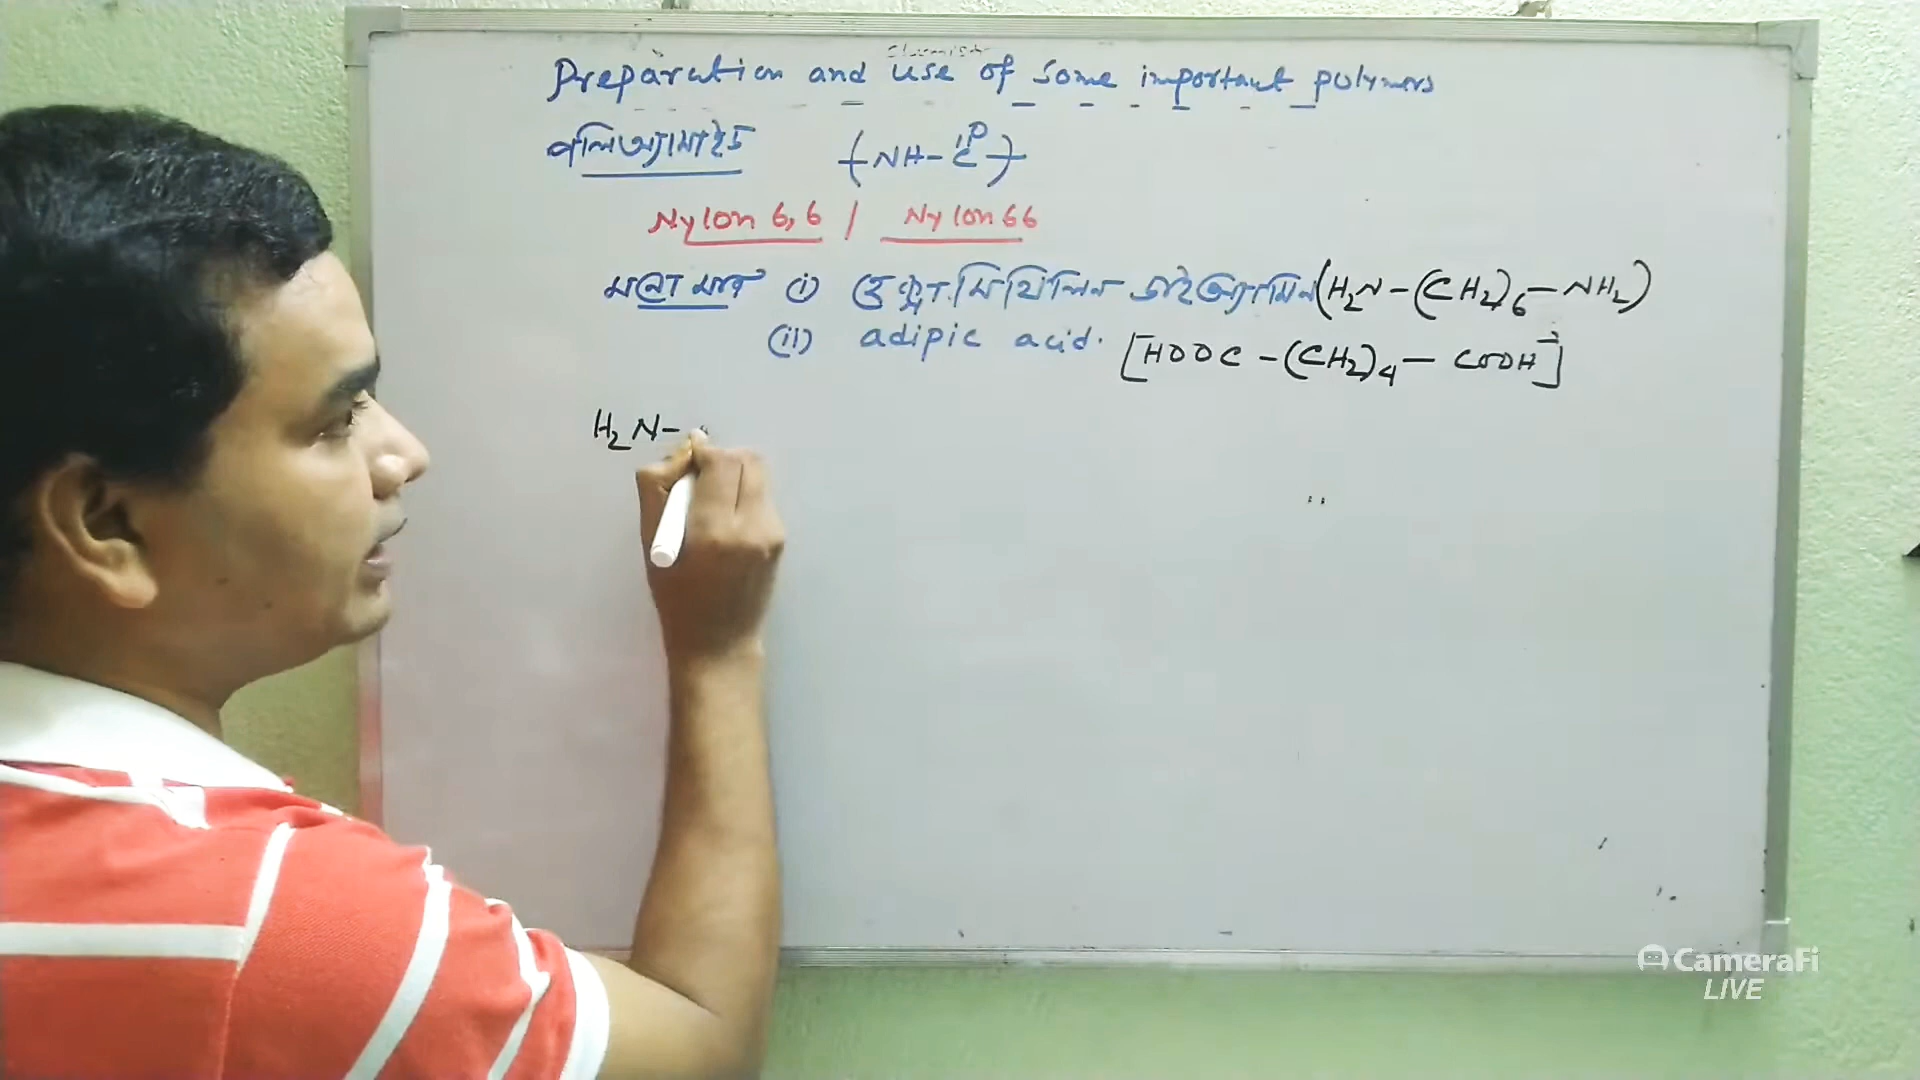 Preparation and use of some important polymers
পলিঅ্যামাইড (NH-C=O)
Nylon 6,6 / Nylon 66
মনোমার (i) হেক্সামিথিলিন ডাইঅ্যামিন (H₂N-(CH₂)₆-NH₂)
(ii) adipic acid. [HOOC-(CH₂)₄-COOH]
H₂N-
CameraFi
LIVE